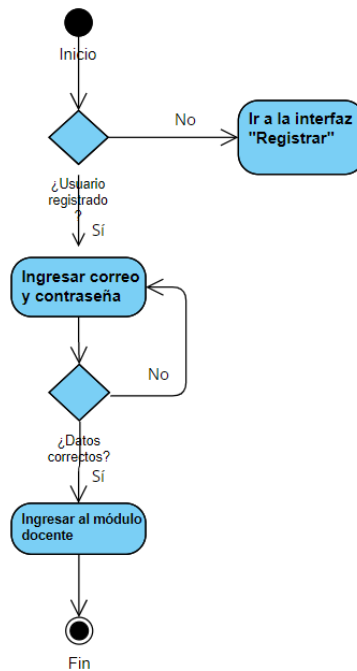 Inicio
No
Ir a la interfaz
"Registrar"
¿Usuario
registrado
?
Sí
Ingresar correo
y contraseña
No
¿Datos
correctos?
Sí
Ingresar al módulo
docente
Fin